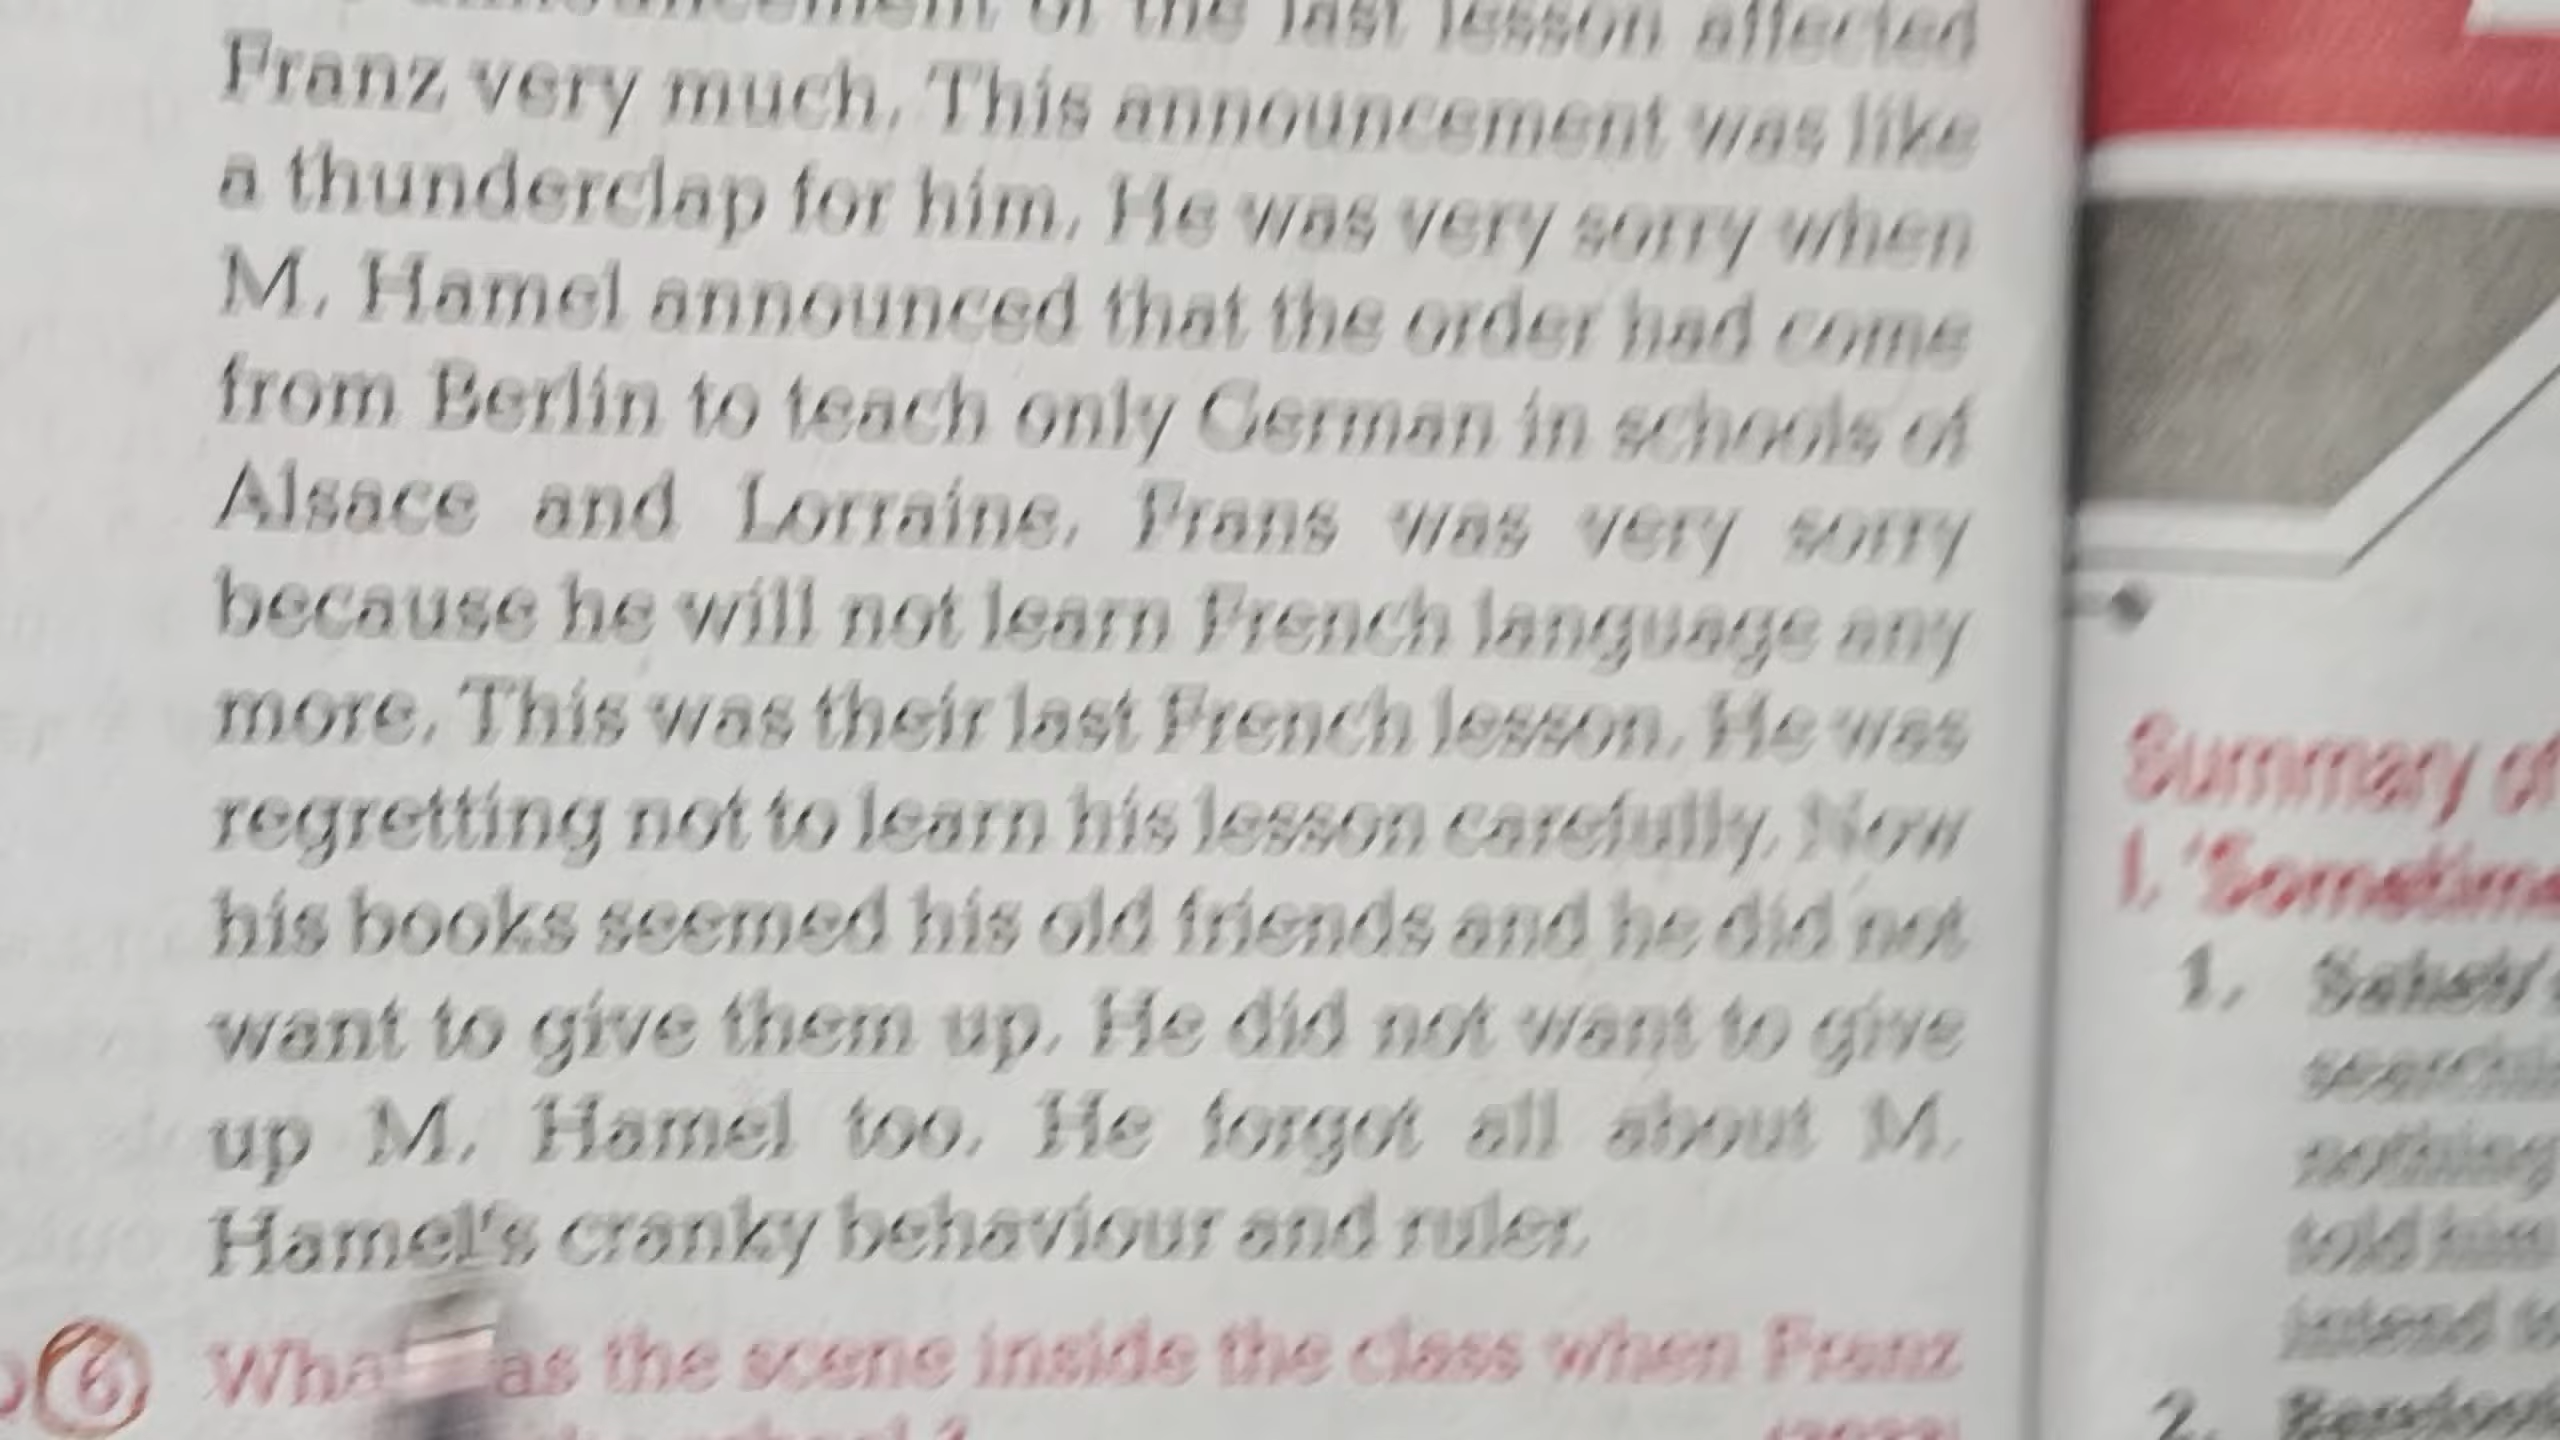 announcement of the last lesson affected
Franz very much. This announcement was like
a thunderclap for him. He was very sorry when
M. Hamel announced that the order had come
from Berlin to teach only German in schools of
Alsace and Lorraine. Frans was very sorry
because he will not learn French language any
more. This was their last French lesson. He was
regretting not to learn his lesson carefully. Now
his books seemed his old friends and he did not
want to give them up. He did not want to give
up M. Hamel too. He forgot all about M.
Hamel's cranky behaviour and ruler.
6 the scene inside the class when Franz
Summary of
I. 'Sometime
1. Saheb's
nothing
told him
intend to
2.